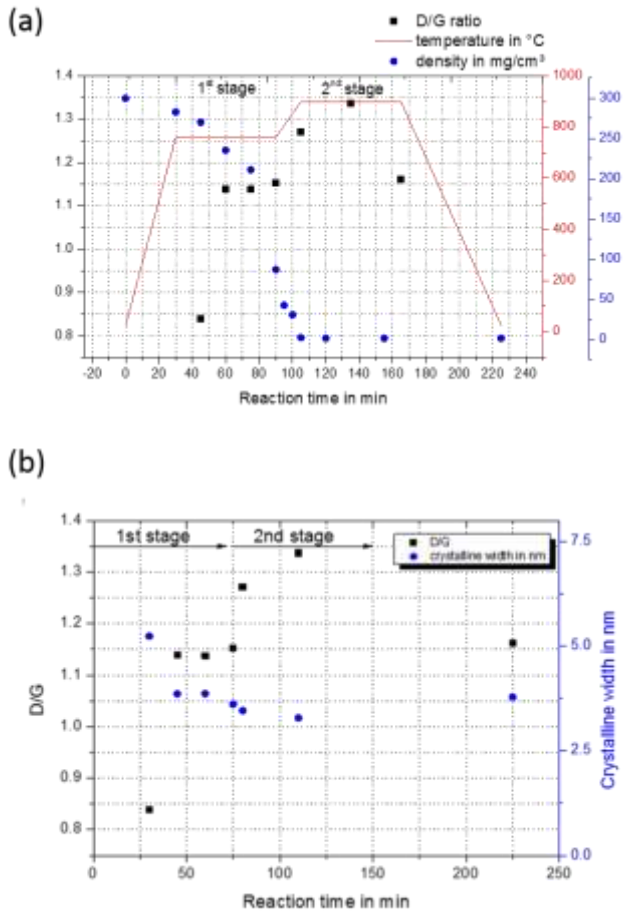 (a)
D/G ratio
temperature in °C
density in mg/cm³
1st stage 2nd stage
1.4
1.3
1.2
1.1
1.0
0.9
0.8
1000
800
600
400
200
0
300
250
200
150
100
50
0
-20 0 20 40 60 80 100 120 140 160 180 200 220 240
Reaction time in min
(b)
1st stage 2nd stage
D/G
crystalline width in nm
1.4
1.3
1.2
1.1
1.0
0.9
0.8
D/G
7.5
5.0
2.5
0.0
Crystalline width in nm
0 50 100 150 200 250
Reaction time in min